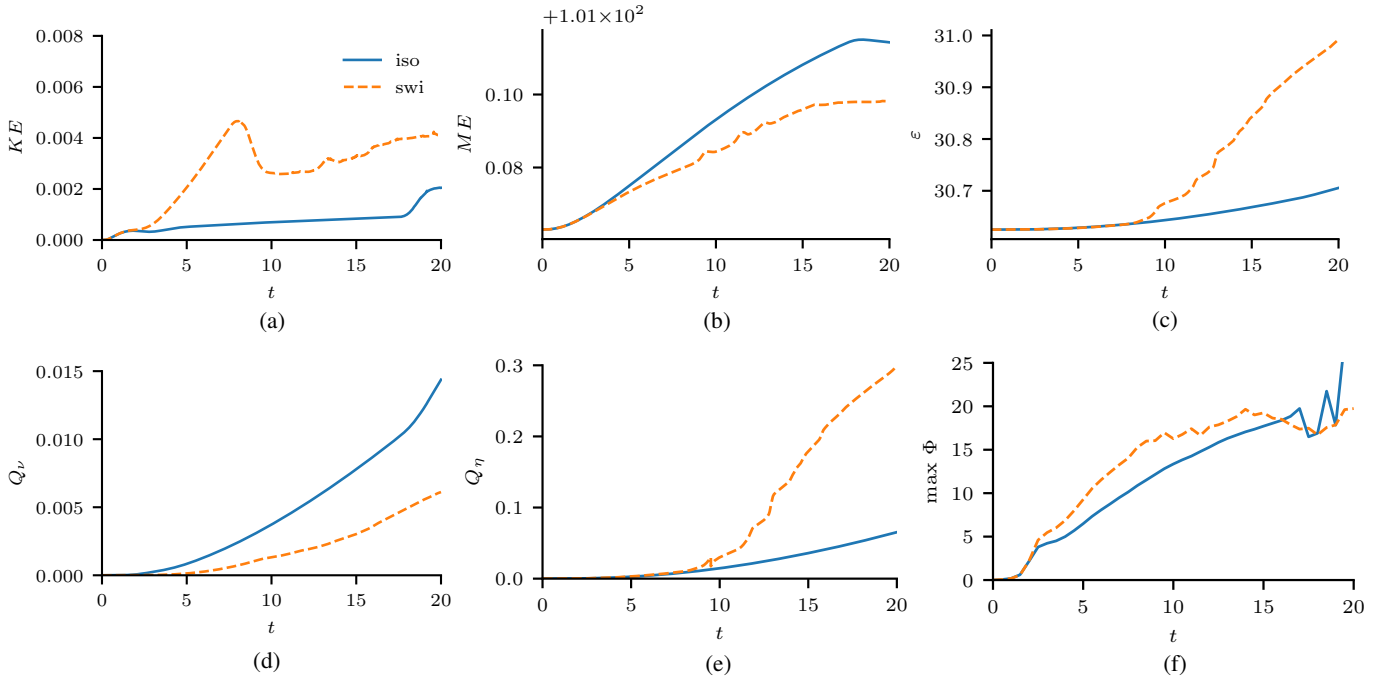 0.008
0.006
0.004
0.002
0.000
KE
iso
swi
0 5 10 15 20
t
(a)
+1.01×10²
0.10
0.08
ME
0 5 10 15 20
t
(b)
31.0
30.9
30.8
30.7
ε
0 5 10 15 20
t
(c)
0.015
0.010
0.005
0.000
Qν
0 5 10 15 20
t
(d)
0.3
0.2
0.1
0.0
Qη
0 5 10 15 20
t
(e)
25
20
15
10
5
0
max Φ
0 5 10 15 20
t
(f)